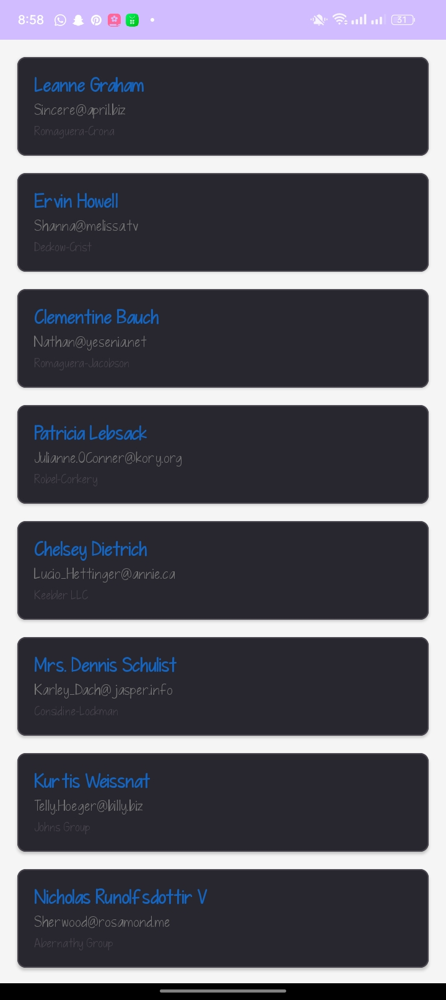 8:58
31
Leanne Graham
Sincere@april.biz
Romaguera-Crona
Ervin Howell
Shanna@melissa.tv
Deckow-Crist
Clementine Bauch
Nathan@yesenia.net
Romaguera-Jacobson
Patricia Lebsack
Julianne.OConner@kory.org
Robel-Corkery
Chelsey Dietrich
Lucio_Hettinger@annie.ca
Keebler LLC
Mrs. Dennis Schulist
Karley_Dach@jasper.info
Considine-Lockman
Kurtis Weissnat
Telly.Hoeger@billy.biz
Johns Group
Nicholas Runolfsdottir V
Sherwood@rosamond.me
Abernathy Group